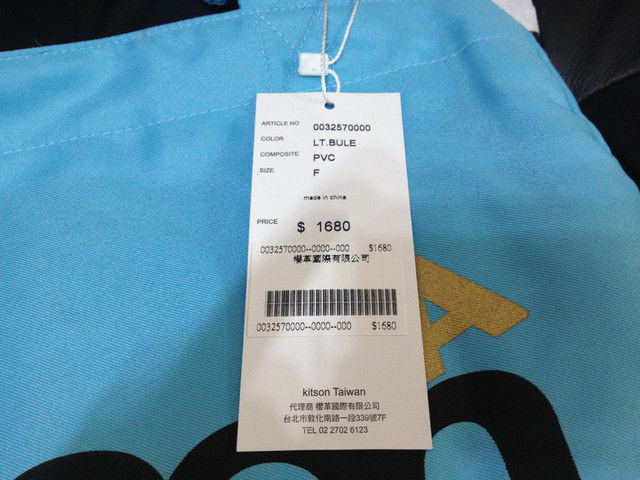 ARTICLE NO 0032570000
COLOR LT.BULE
COMPOSITE PVC
SIZE F
made in china
PRICE $ 1680
0032570000--0000--000 $1680
櫻革國際有限公司
0032570000--0000--000 $1680
kitson Taiwan
代理商 櫻革國際有限公司
台北市敦化南路一段339號7F
TEL 02 2702 6123
A